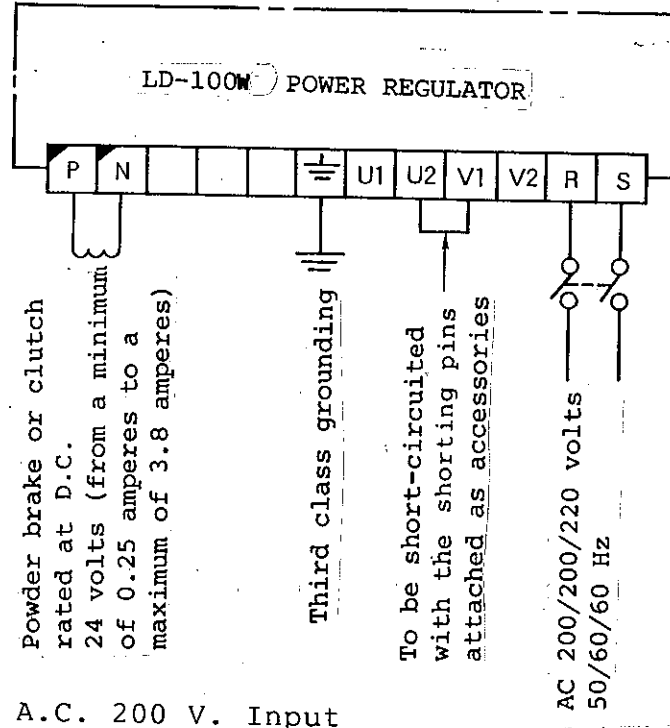 LD-100W POWER REGULATOR
P N U1 U2 V1 V2 R S
Powder brake or clutch
rated at D.C.
24 volts (from a minimum
of 0.25 amperes to a
maximum of 3.8 amperes)
Third class grounding
To be short-circuited
with the shorting pins
attached as accessories
AC 200/200/220 volts
50/60/60 Hz
A.C. 200 V. Input